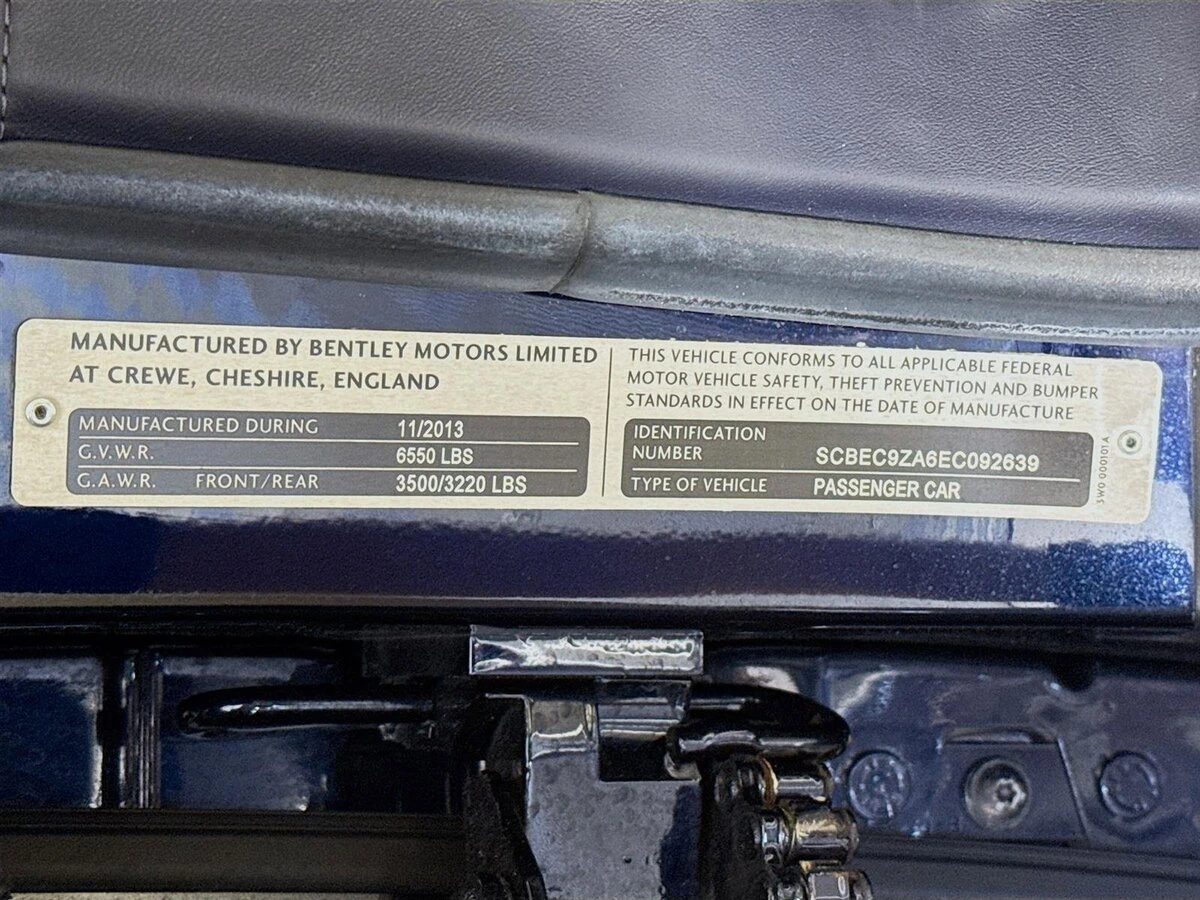 MANUFACTURED BY BENTLEY MOTORS LIMITED
AT CREWE, CHESHIRE, ENGLAND
MANUFACTURED DURING 11/2013
G.V.W.R. 6550 LBS
G.A.W.R. FRONT/REAR 3500/3220 LBS
THIS VEHICLE CONFORMS TO ALL APPLICABLE FEDERAL
MOTOR VEHICLE SAFETY, THEFT PREVENTION AND BUMPER
STANDARDS IN EFFECT ON THE DATE OF MANUFACTURE
IDENTIFICATION
NUMBER SCBEC9ZA6EC092639
TYPE OF VEHICLE PASSENGER CAR
3W0 000101A